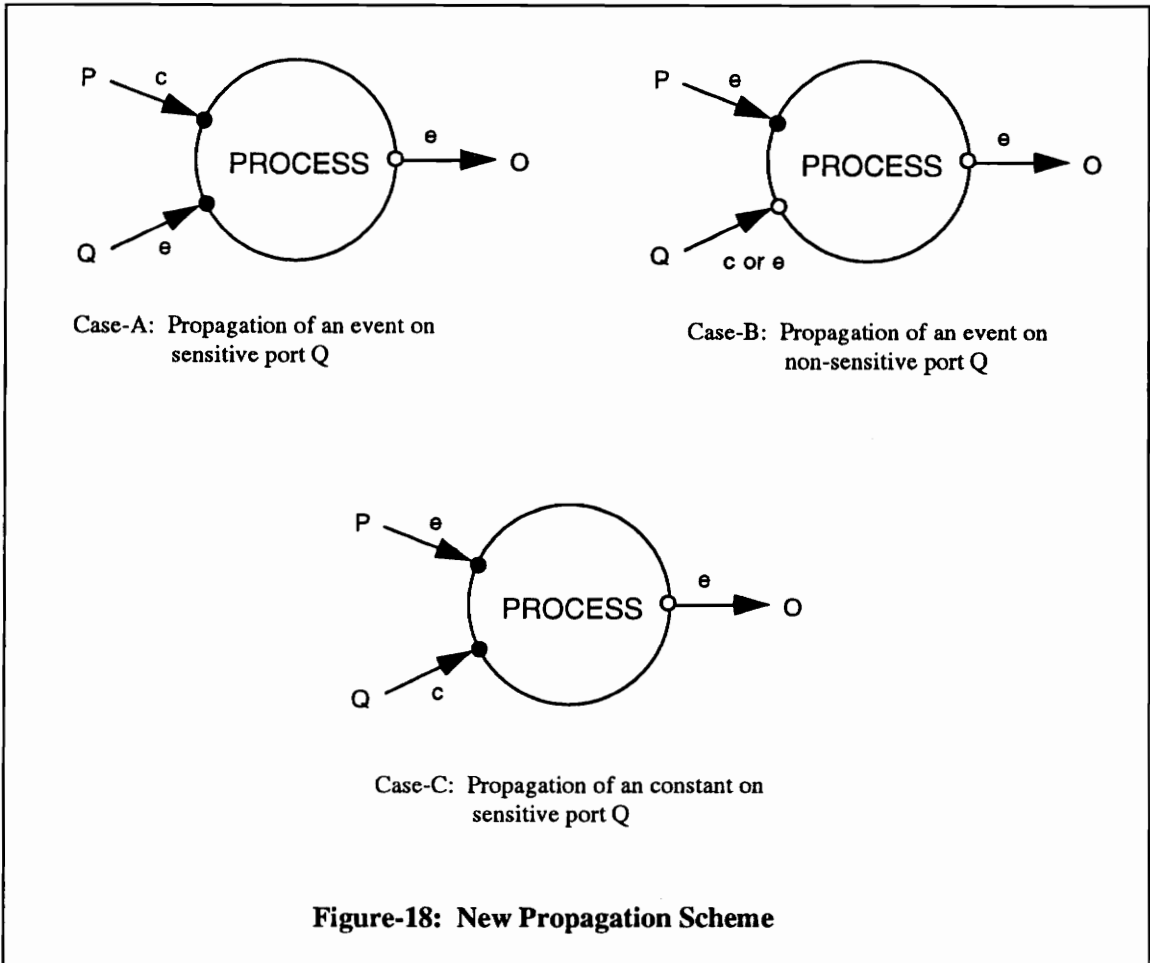 P
c
PROCESS
e
O
Q
e
Case-A: Propagation of an event on
sensitive port Q
P
e
PROCESS
e
O
Q
c or e
Case-B: Propagation of an event on
non-sensitive port Q
P
e
PROCESS
e
O
Q
c
Case-C: Propagation of an constant on
sensitive port Q
Figure-18: New Propagation Scheme